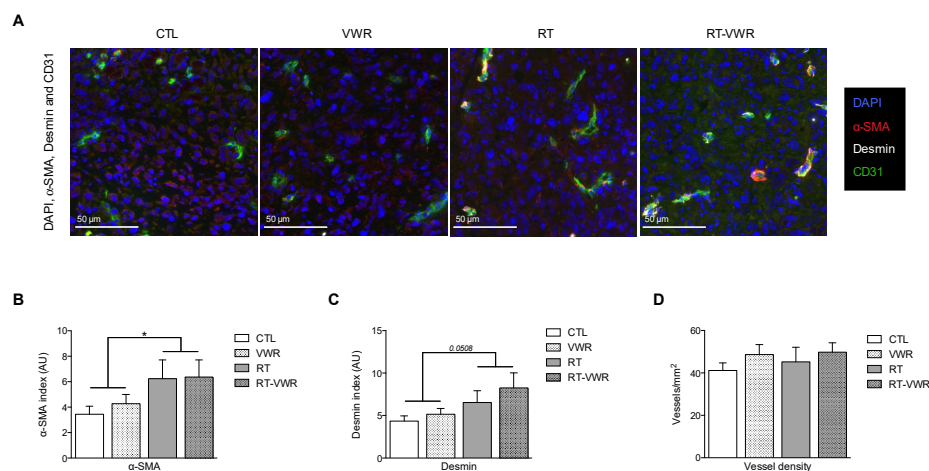 A
CTL
VWR
RT
RT-VWR
DAPI, α-SMA, Desmin and CD31
50 µm
50 µm
50 µm
50 µm
DAPI
α-SMA
Desmin
CD31
B
α-SMA index (AU)
10
8
6
4
2
0
*
α-SMA
CTL
VWR
RT
RT-VWR
C
Desmin index (AU)
15
10
5
0
0.0508
Desmin
CTL
VWR
RT
RT-VWR
D
Vessels/mm2
60
40
20
0
Vessel density
CTL
VWR
RT
RT-VWR